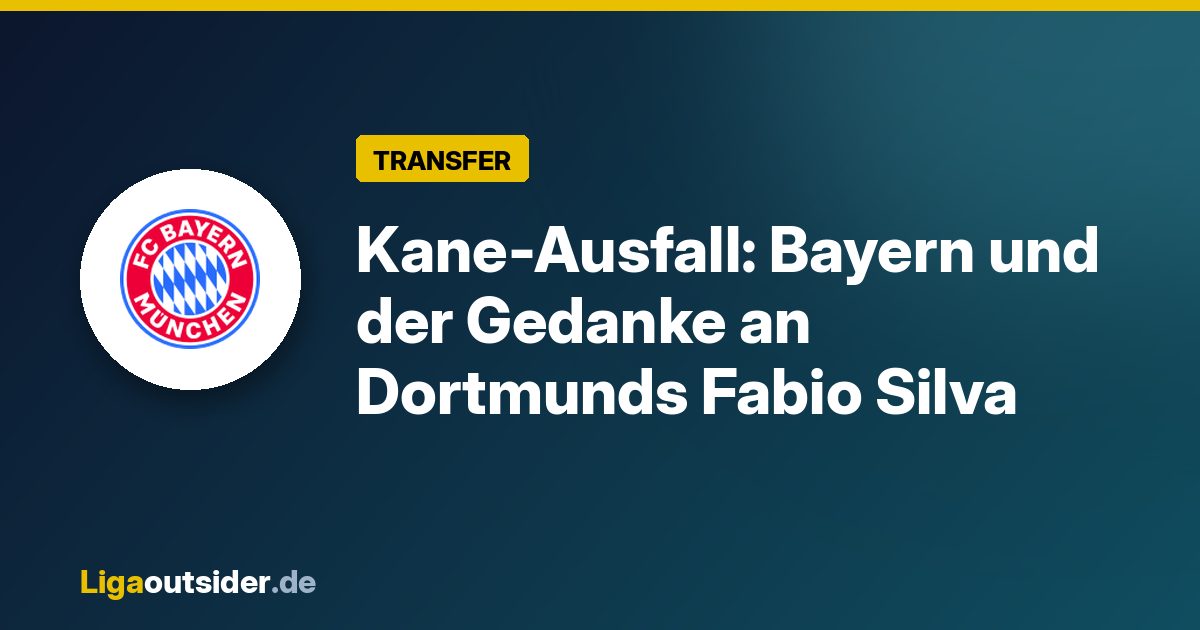 FC BAYERN
MÜNCHEN
TRANSFER
Kane-Ausfall: Bayern und
der Gedanke an
Dortmunds Fabio Silva
Ligaoutsider.de